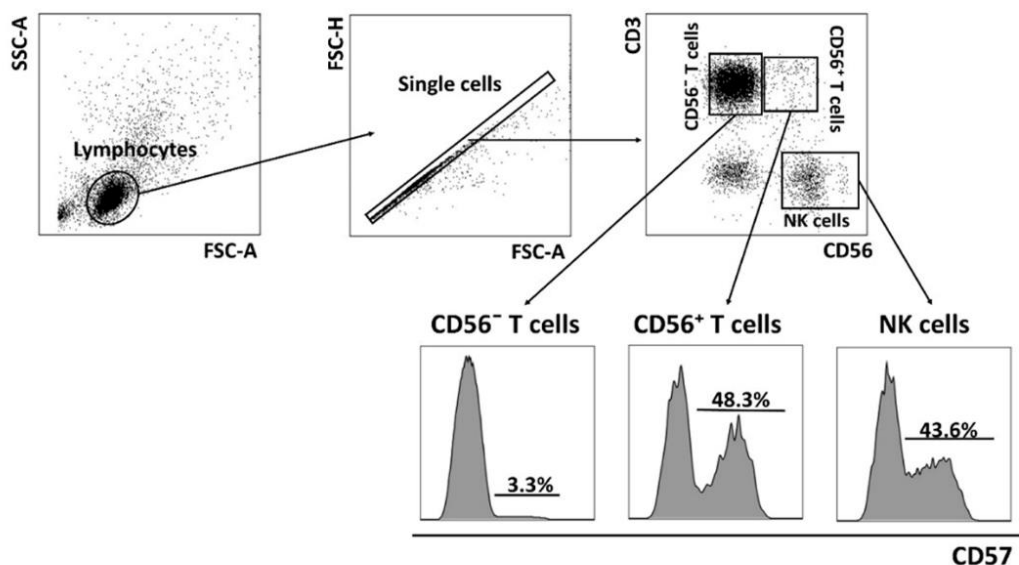 SSC-A
Lymphocytes
FSC-A
FSC-H
Single cells
FSC-A
CD3
CD56⁻ T cells
CD56⁺ T cells
NK cells
CD56
CD56⁻ T cells
CD56⁺ T cells
NK cells
3.3%
48.3%
43.6%
CD57